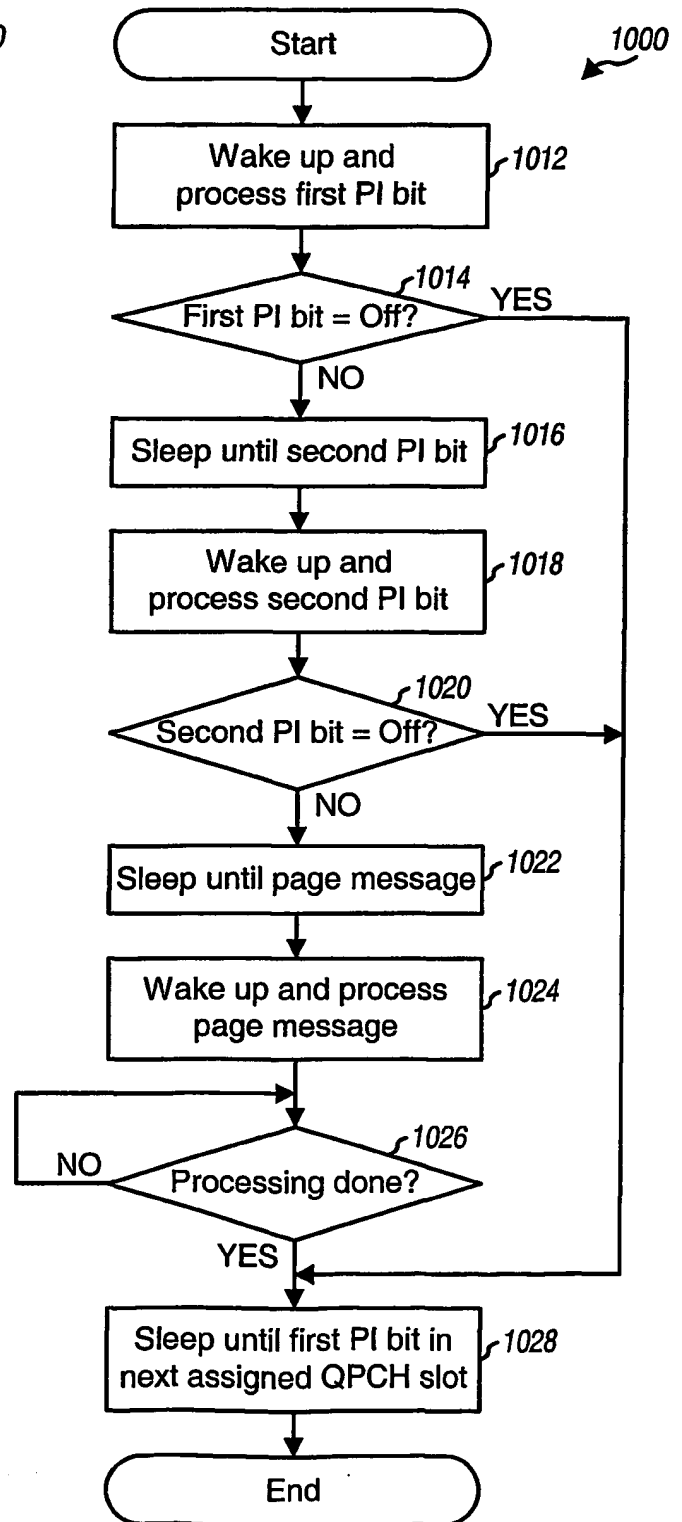 0
Start
1000
Wake up and
process first PI bit
1012
1014
First PI bit = Off?
YES
NO
Sleep until second PI bit
1016
Wake up and
process second PI bit
1018
1020
Second PI bit = Off?
YES
NO
Sleep until page message
1022
Wake up and process
page message
1024
1026
NO
Processing done?
YES
Sleep until first PI bit in
next assigned QPCH slot
1028
End